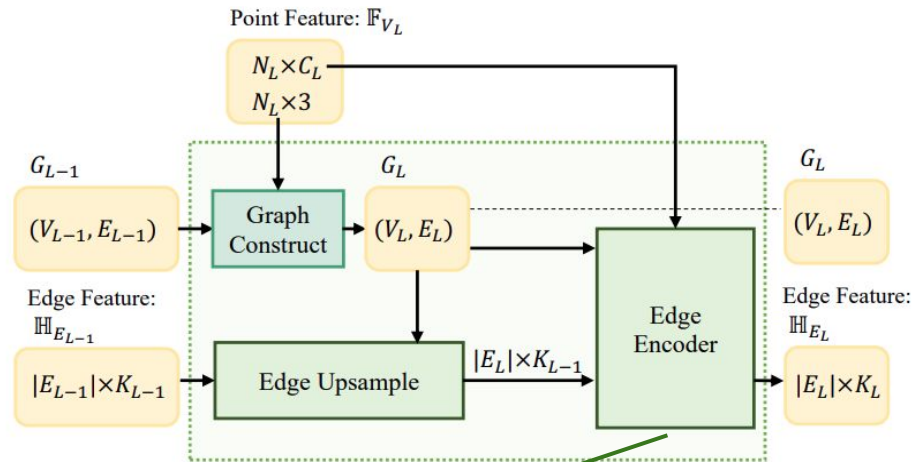 Point Feature: 𝔽_{V_L}
N_L×C_L
N_L×3
G_{L−1}
(V_{L−1}, E_{L−1})
Graph
Construct
G_L
(V_L, E_L)
G_L
(V_L, E_L)
Edge Feature:
ℍ_{E_{L−1}}
|E_{L−1}|×K_{L−1}
Edge Upsample
|E_L|×K_{L−1}
Edge
Encoder
Edge Feature:
ℍ_{E_L}
|E_L|×K_L